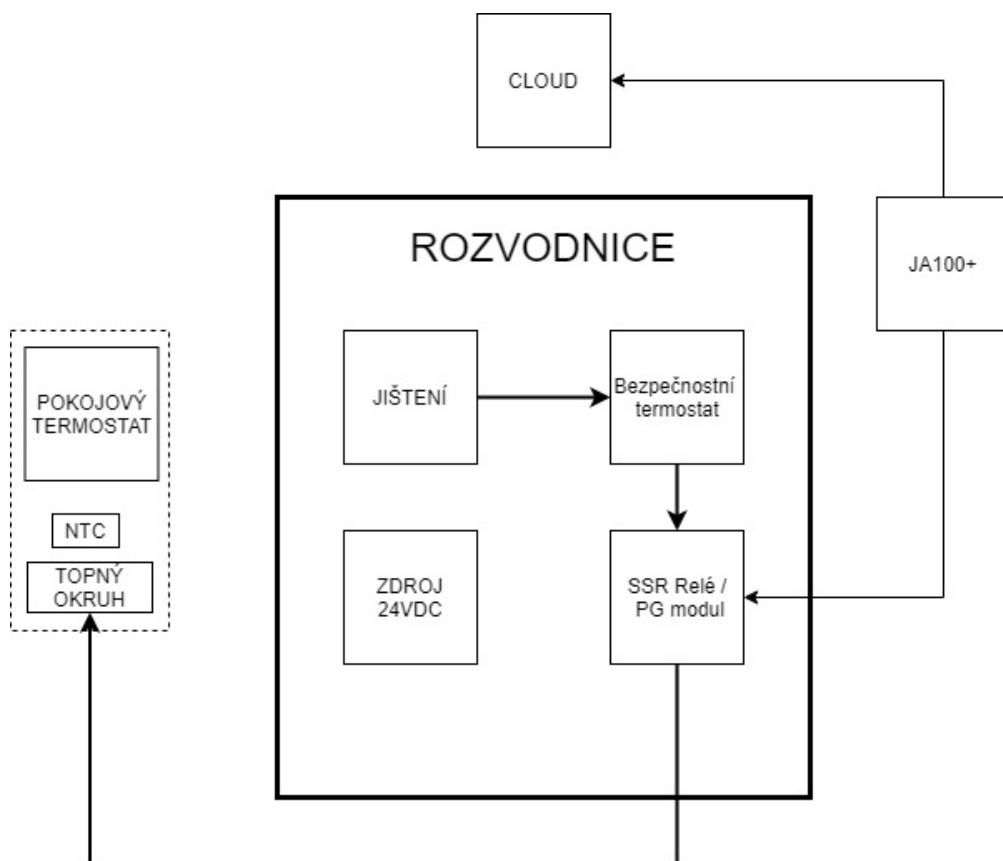 CLOUD
ROZVODNICE
JA100+
POKOJOVÝ
TERMOSTAT
JIŠTENÍ
Bezpečnostní
termostat
NTC
TOPNÝ
OKRUH
ZDROJ
24VDC
SSR Relé /
PG modul